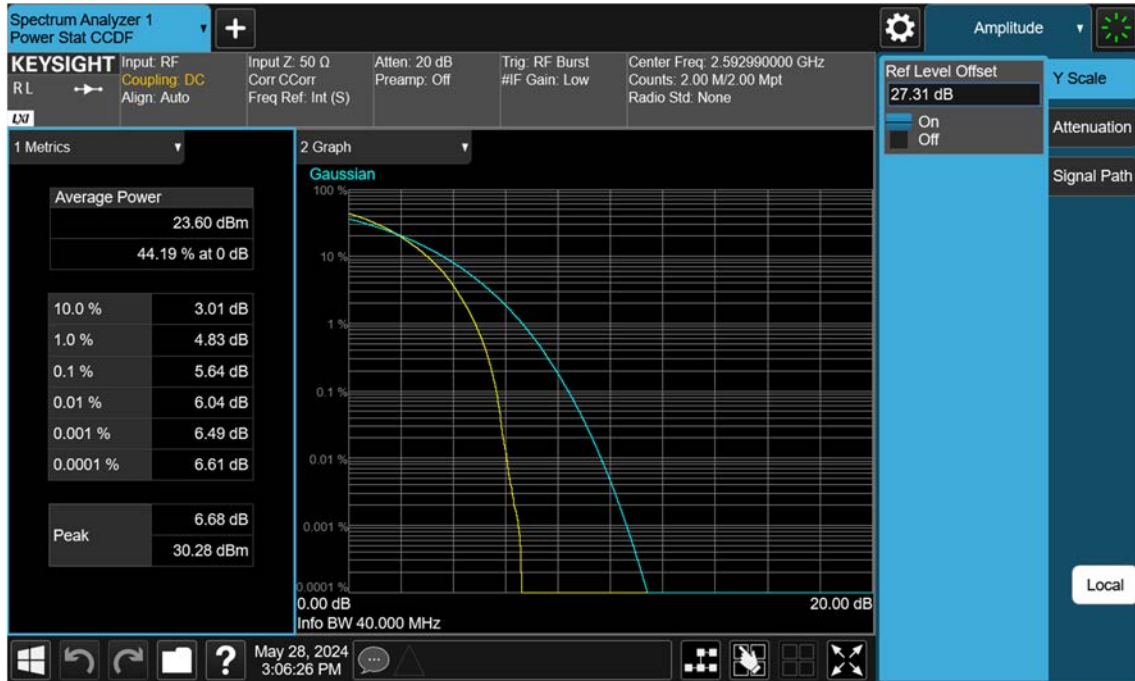 Spectrum Analyzer 1
Power Stat CCDF
Amplitude
KEYSIGHT
R L
LXI
Input: RF
Coupling: DC
Align: Auto
Input Z: 50 Ω
Corr CCorr
Freq Ref: Int (S)
Atten: 20 dB
Preamp: Off
Trig: RF Burst
#IF Gain: Low
Center Freq: 2.592990000 GHz
Counts: 2.00 M/2.00 Mpt
Radio Std: None
Ref Level Offset
27.31 dB
On
Off
Y Scale
Attenuation
Signal Path
1 Metrics
Average Power
23.60 dBm
44.19 % at 0 dB
10.0 % 3.01 dB
1.0 % 4.83 dB
0.1 % 5.64 dB
0.01 % 6.04 dB
0.001 % 6.49 dB
0.0001 % 6.61 dB
Peak
6.68 dB
30.28 dBm
2 Graph
Gaussian
100 %
10 %
1 %
0.1 %
0.01 %
0.001 %
0.0001 %
0.00 dB 20.00 dB
Info BW 40.000 MHz
Local
?
May 28, 2024
3:06:26 PM